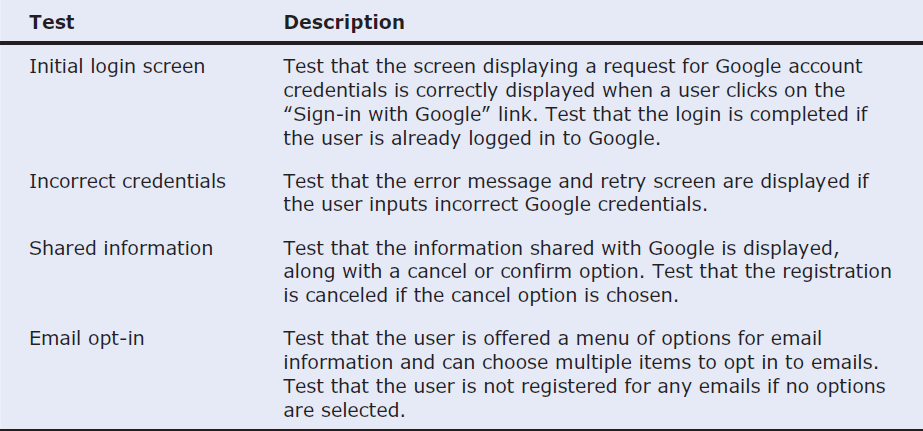 Test Description
Initial login screen Test that the screen displaying a request for Google account
credentials is correctly displayed when a user clicks on the
“Sign-in with Google” link. Test that the login is completed if
the user is already logged in to Google.
Incorrect credentials Test that the error message and retry screen are displayed if
the user inputs incorrect Google credentials.
Shared information Test that the information shared with Google is displayed,
along with a cancel or confirm option. Test that the registration
is canceled if the cancel option is chosen.
Email opt-in Test that the user is offered a menu of options for email
information and can choose multiple items to opt in to emails.
Test that the user is not registered for any emails if no options
are selected.